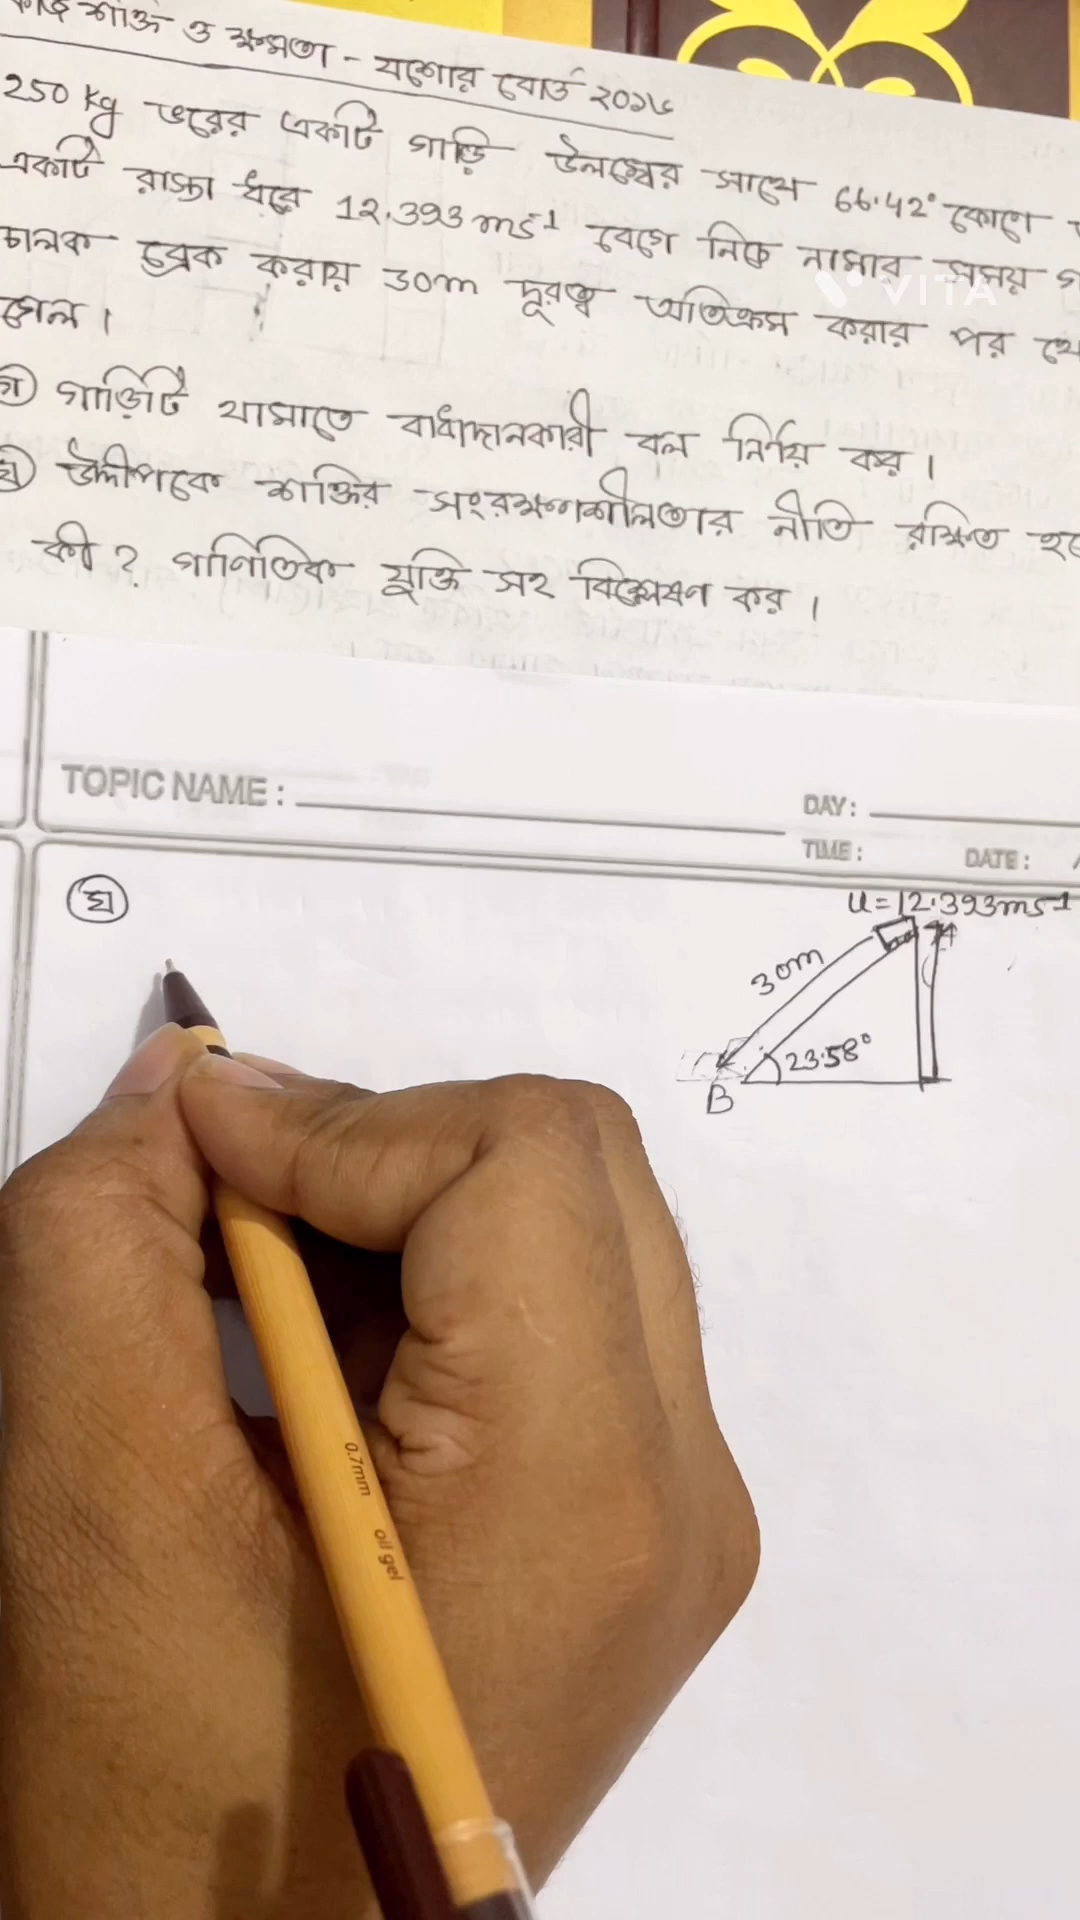 শক্তি ও ক্ষমতা - যশোর বোর্ড ২০১৬
250 kg ভরের একটি গাড়ি উলম্বের সাথে 66.42° কোণে
একটি রাস্তা ধরে 12.393 ms⁻¹ বেগে নিচে নামার সময়
চালক ব্রেক করায় 30m দূরত্ব অতিক্রম করার পর
গেল।
VITA
গ গাড়িটি থামাতে বাধাদানকারী বল নির্ণয় কর।
ঘ উদ্দীপকে শক্তির সংরক্ষণশীলতার নীতি রক্ষিত
কী? গাণিতিক যুক্তি সহ বিশ্লেষণ কর।
TOPIC NAME :
DAY :
TIME :
DATE : /
ঘ
u=12.393ms⁻¹
A
30m
23.58°
B
0.7mm oil gel